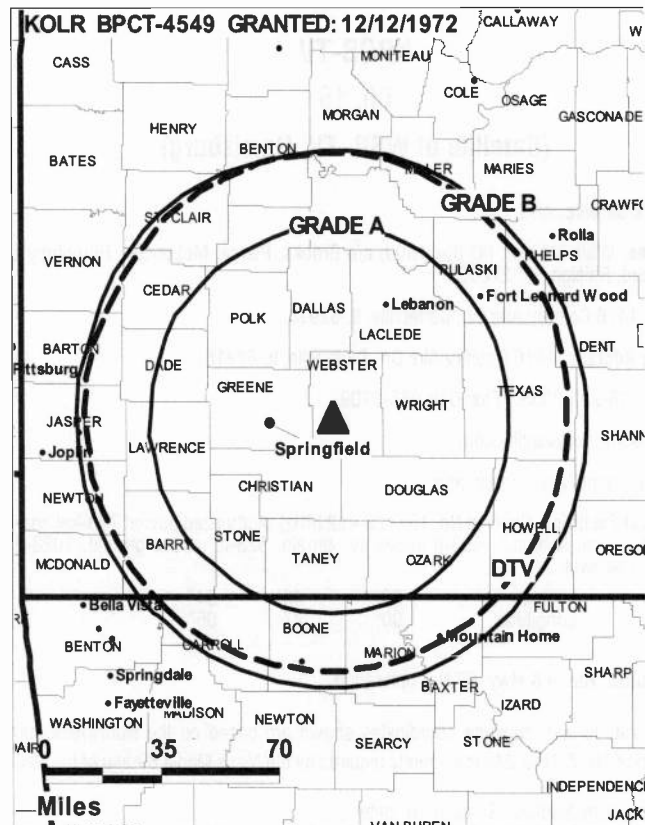 KOLR BPCT-4549 GRANTED: 12/12/1972
CALLAWAY
CASS
MONITEAU
COLE
OSAGE
HENRY
MORGAN
GASCONADE
BENTON
BATES
MILLER
MARIES
GRADE B
CRAWFO
ST CLAIR
GRADE A
Rolla
VERNON
PHELPS
PULASKI
CEDAR
Fort Leonard Wood
DALLAS
Lebanon
POLK
LACLEDE
BARTON
DENT
DADE
WEBSTER
Pittsburg
GREENE
TEXAS
WRIGHT
JASPER
SHANN
Springfield
LAWRENCE
Joplin
CHRISTIAN
DOUGLAS
NEWTON
HOWELL
STONE
BARRY
OREGO
TANEY
OZARK
MCDONALD
DTV
Bella Vista
FULTON
BOONE
BENTON
CARROLL
Mountain Home
MARION
Springdale
SHARP
BAXTER
Fayetteville
IZARD
MADISON
WASHINGTON
NEWTON
STONE
SEARCY
0 35 70
INDEPENDENC
Miles
JACK
VAN BUREN